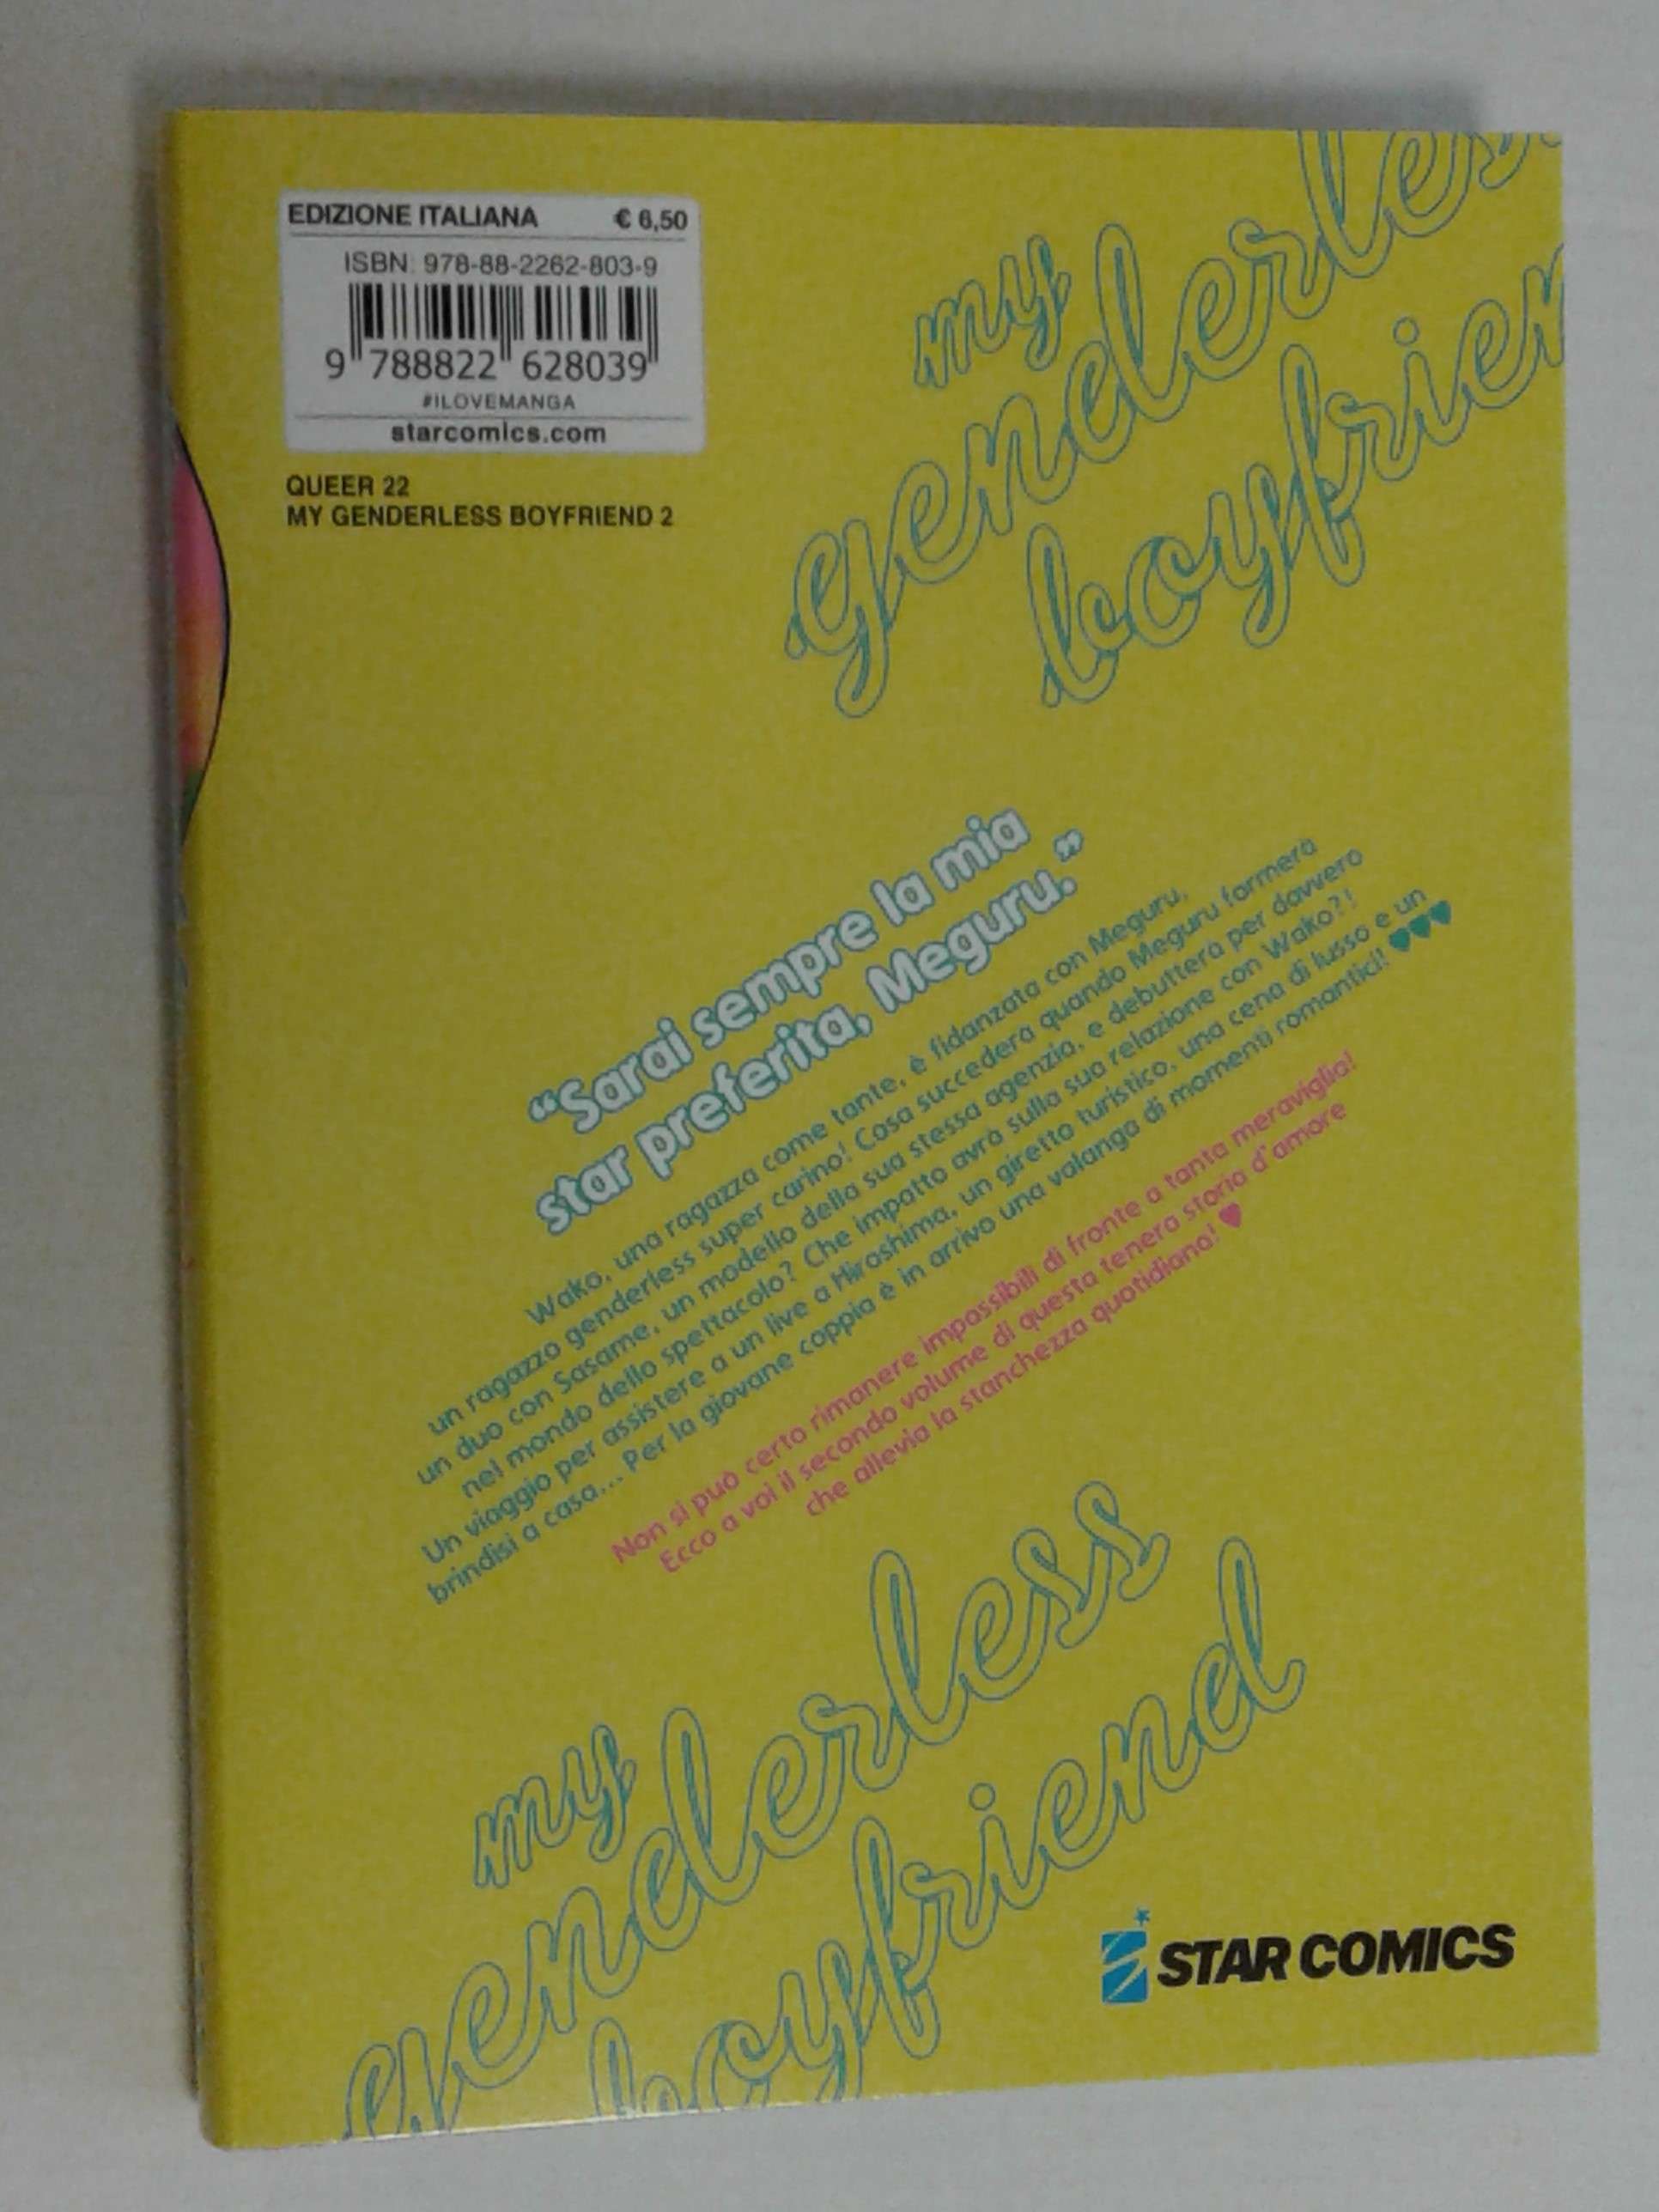 EDIZIONE ITALIANA € 6,50
ISBN: 978-88-2262-803-9
9 788822 628039
#ILOVEMANGA
starcomics.com
QUEER 22
MY GENDERLESS BOYFRIEND 2
my
genderless
boyfrien
“Sarai sempre la mia
star preferita, Meguru.”
Wako, una ragazza come tante, è fidanzata con Meguru,
un ragazzo genderless super carino! Cosa succederà quando Meguru formerà
un duo con Sasame, un modello della sua stessa agenzia, e debutterà per davvero
nel mondo dello spettacolo? Che impatto avrà sulla sua relazione con Wako?!
Un viaggio per assistere a un live a Hiroshima, un giretto turistico, una cena di lusso e un
brindisi a casa... Per la giovane coppia è in arrivo una valanga di momenti romantici! ♥♥♥
Non si può certo rimanere impossibili di fronte a tanta meraviglia!
Ecco a voi il secondo volume di questa tenera storia d'amore
che allevia la stanchezza quotidiana! ♥
my
genderless
boyfriend
STAR COMICS